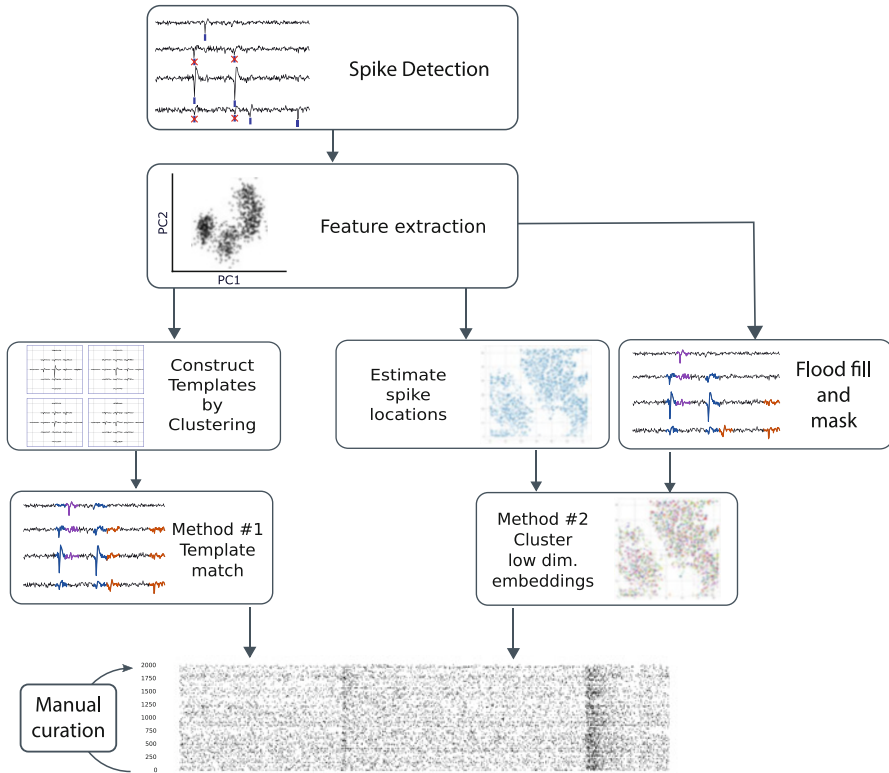 Spike Detection
PC2
PC1
Feature extraction
Construct
Templates
by
Clustering
Estimate
spike
locations
Flood fill
and
mask
Method #1
Template
match
Method #2
Cluster
low dim.
embeddings
Manual
curation
2000
1750
1500
1250
1000
750
500
250
0